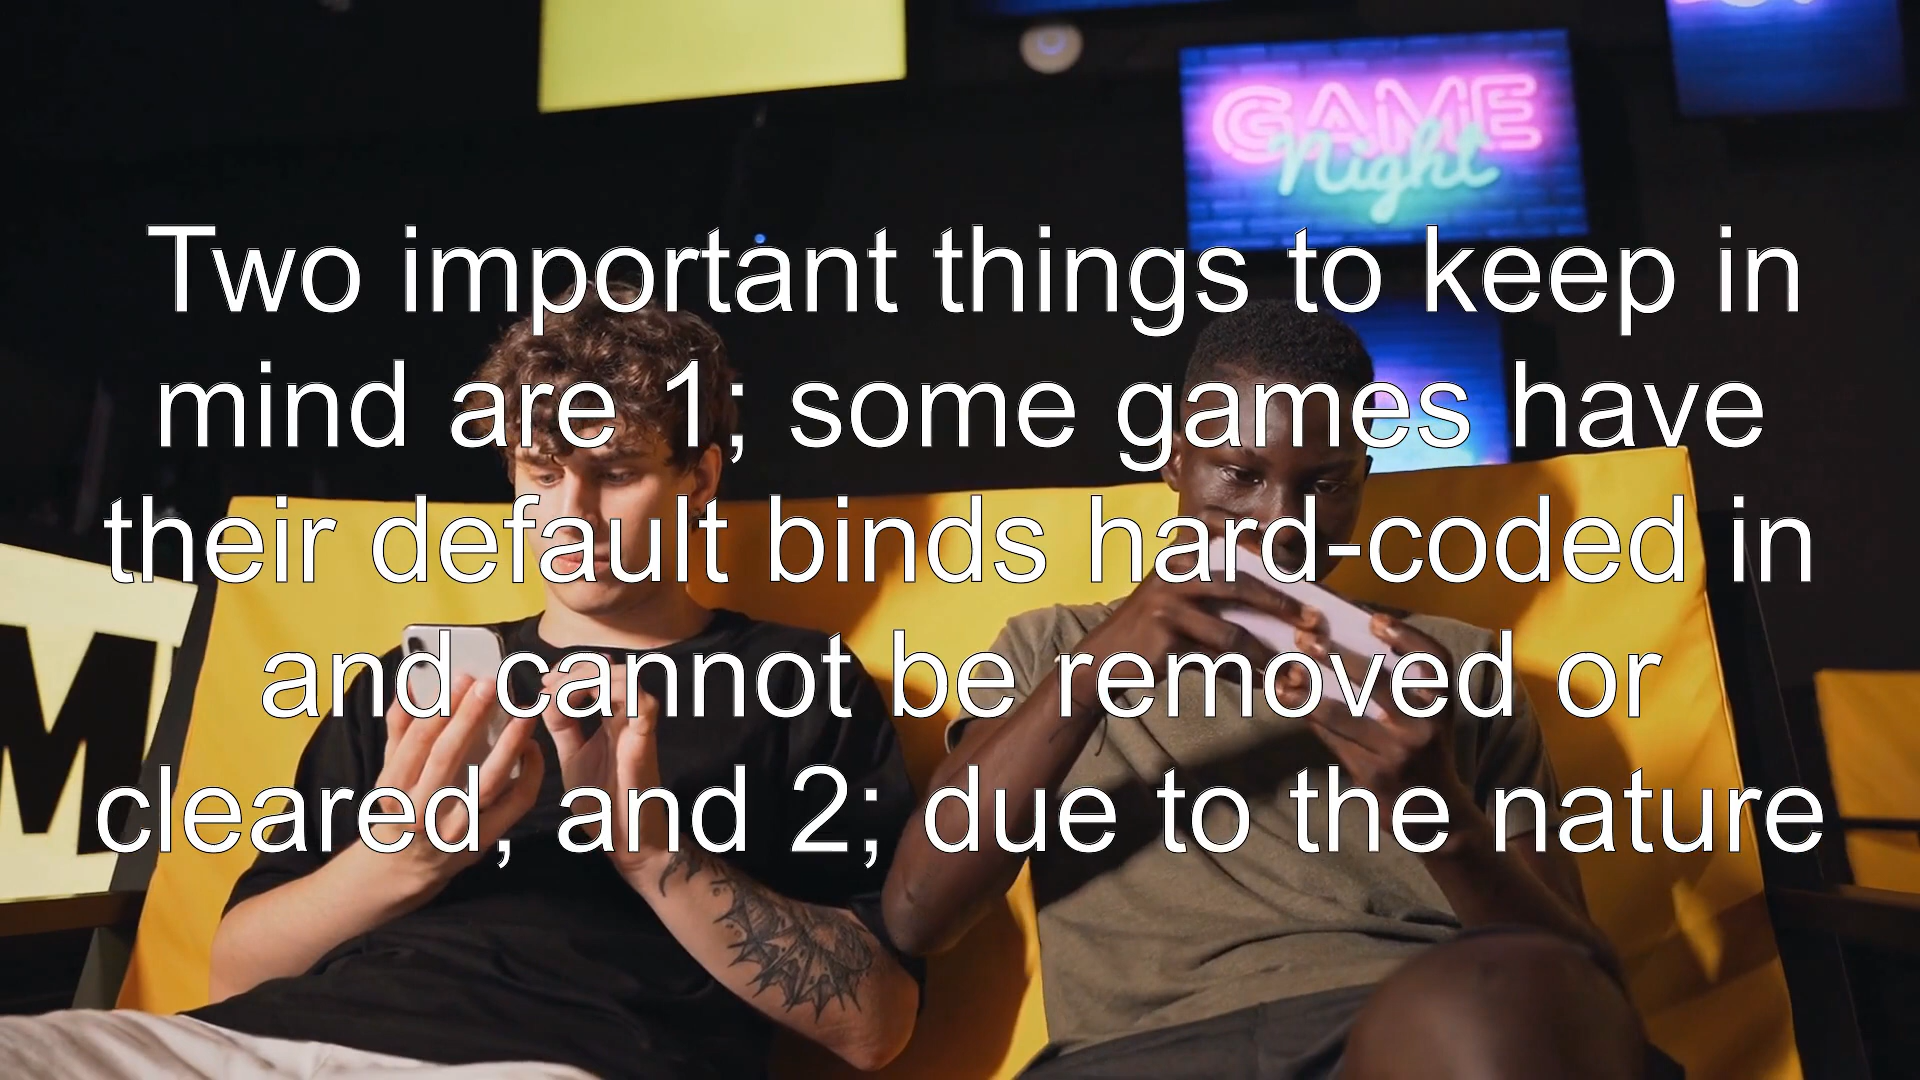 GAME
Night
Two important things to keep in
mind are 1; some games have
their default binds hard-coded in
and cannot be removed or
cleared, and 2; due to the nature
M